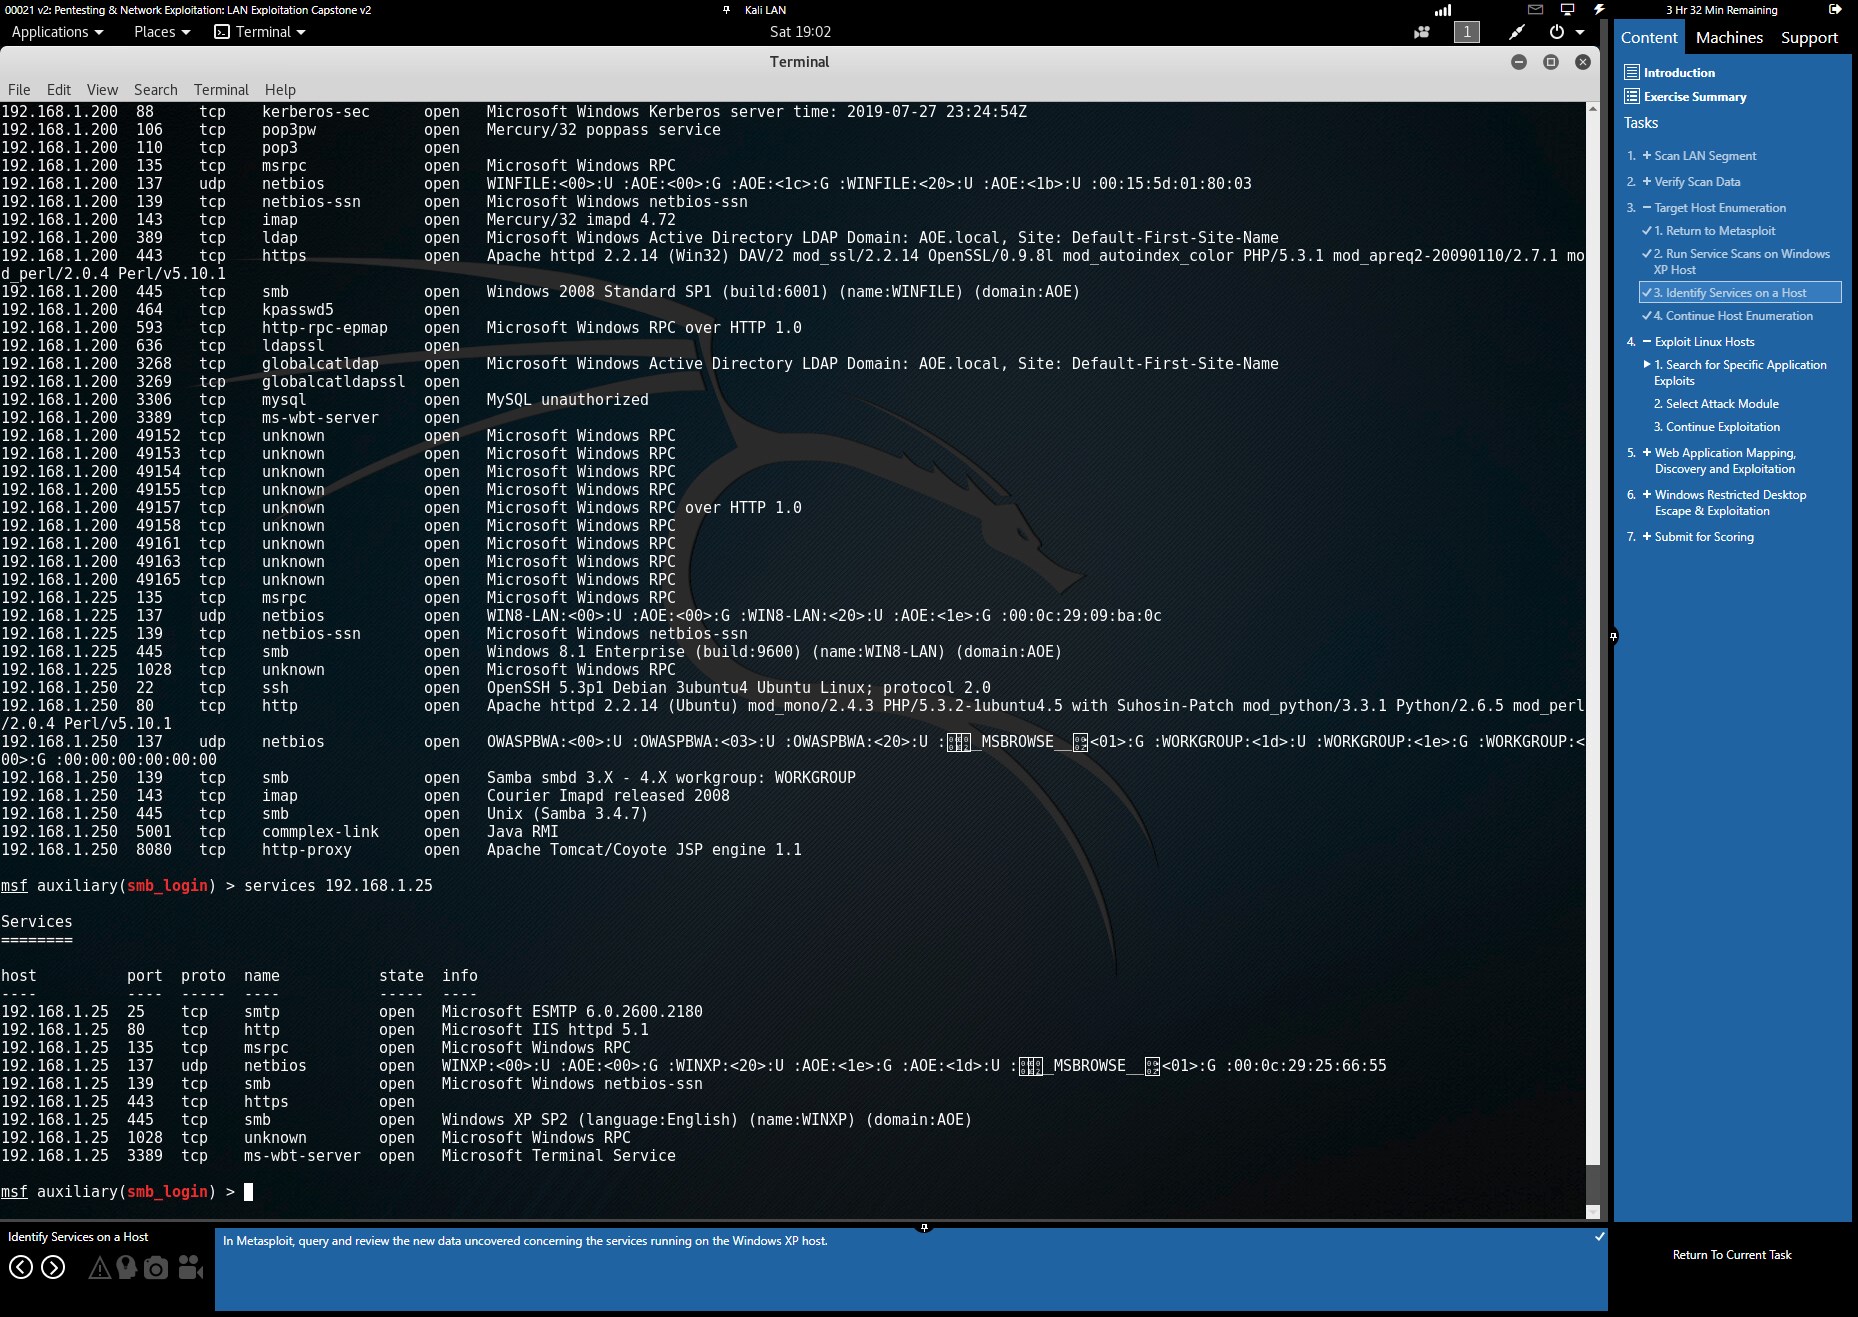 00021 v2: Pentesting & Network Exploitation: LAN Exploitation Capstone v2
Kali LAN
3 Hr 32 Min Remaining
Applications
Places
Terminal
Sat 19:02
1
Content
Machines
Support
Terminal
File Edit View Search Terminal Help
192.168.1.200 88 tcp kerberos-sec open Microsoft Windows Kerberos server time: 2019-07-27 23:24:54Z
192.168.1.200 106 tcp pop3pw open Mercury/32 poppass service
192.168.1.200 110 tcp pop3 open
192.168.1.200 135 tcp msrpc open Microsoft Windows RPC
192.168.1.200 137 udp netbios open WINFILE:<00>:U :AOE:<00>:G :AOE:<1c>:G :WINFILE:<20>:U :AOE:<1b>:U :00:15:5d:01:80:03
192.168.1.200 139 tcp netbios-ssn open Microsoft Windows netbios-ssn
192.168.1.200 143 tcp imap open Mercury/32 imapd 4.72
192.168.1.200 389 tcp ldap open Microsoft Windows Active Directory LDAP Domain: AOE.local, Site: Default-First-Site-Name
192.168.1.200 443 tcp https open Apache httpd 2.2.14 (Win32) DAV/2 mod_ssl/2.2.14 OpenSSL/0.9.8l mod_autoindex_color PHP/5.3.1 mod_apreq2-20090110/2.7.1 mo
d_perl/2.0.4 Perl/v5.10.1
192.168.1.200 445 tcp smb open Windows 2008 Standard SP1 (build:6001) (name:WINFILE) (domain:AOE)
192.168.1.200 464 tcp kpasswd5 open
192.168.1.200 593 tcp http-rpc-epmap open Microsoft Windows RPC over HTTP 1.0
192.168.1.200 636 tcp ldapssl open
192.168.1.200 3268 tcp globalcatldap open Microsoft Windows Active Directory LDAP Domain: AOE.local, Site: Default-First-Site-Name
192.168.1.200 3269 tcp globalcatldapssl open
192.168.1.200 3306 tcp mysql open MySQL unauthorized
192.168.1.200 3389 tcp ms-wbt-server open
192.168.1.200 49152 tcp unknown open Microsoft Windows RPC
192.168.1.200 49153 tcp unknown open Microsoft Windows RPC
192.168.1.200 49154 tcp unknown open Microsoft Windows RPC
192.168.1.200 49155 tcp unknown open Microsoft Windows RPC
192.168.1.200 49157 tcp unknown open Microsoft Windows RPC over HTTP 1.0
192.168.1.200 49158 tcp unknown open Microsoft Windows RPC
192.168.1.200 49161 tcp unknown open Microsoft Windows RPC
192.168.1.200 49163 tcp unknown open Microsoft Windows RPC
192.168.1.200 49165 tcp unknown open Microsoft Windows RPC
192.168.1.225 135 tcp msrpc open Microsoft Windows RPC
192.168.1.225 137 udp netbios open WIN8-LAN:<00>:U :AOE:<00>:G :WIN8-LAN:<20>:U :AOE:<1e>:G :00:0c:29:09:ba:0c
192.168.1.225 139 tcp netbios-ssn open Microsoft Windows netbios-ssn
192.168.1.225 445 tcp smb open Windows 8.1 Enterprise (build:9600) (name:WIN8-LAN) (domain:AOE)
192.168.1.225 1028 tcp unknown open Microsoft Windows RPC
192.168.1.250 22 tcp ssh open OpenSSH 5.3p1 Debian 3ubuntu4 Ubuntu Linux; protocol 2.0
192.168.1.250 80 tcp http open Apache httpd 2.2.14 (Ubuntu) mod_mono/2.4.3 PHP/5.3.2-1ubuntu4.5 with Suhosin-Patch mod_python/3.3.1 Python/2.6.5 mod_perl
/2.0.4 Perl/v5.10.1
192.168.1.250 137 udp netbios open OWASPBWA:<00>:U :OWASPBWA:<03>:U :OWASPBWA:<20>:U :__MSBROWSE__<01>:G :WORKGROUP:<1d>:U :WORKGROUP:<1e>:G :WORKGROUP:<
00>:G :00:00:00:00:00:00
192.168.1.250 139 tcp smb open Samba smbd 3.X - 4.X workgroup: WORKGROUP
192.168.1.250 143 tcp imap open Courier Imapd released 2008
192.168.1.250 445 tcp smb open Unix (Samba 3.4.7)
192.168.1.250 5001 tcp commplex-link open Java RMI
192.168.1.250 8080 tcp http-proxy open Apache Tomcat/Coyote JSP engine 1.1
msf auxiliary(smb_login) > services 192.168.1.25
Services
========
host port proto name state info
---- ---- ----- ---- ----- ----
192.168.1.25 25 tcp smtp open Microsoft ESMTP 6.0.2600.2180
192.168.1.25 80 tcp http open Microsoft IIS httpd 5.1
192.168.1.25 135 tcp msrpc open Microsoft Windows RPC
192.168.1.25 137 udp netbios open WINXP:<00>:U :AOE:<00>:G :WINXP:<20>:U :AOE:<1e>:G :AOE:<1d>:U :__MSBROWSE__<01>:G :00:0c:29:25:66:55
192.168.1.25 139 tcp smb open Microsoft Windows netbios-ssn
192.168.1.25 443 tcp https open
192.168.1.25 445 tcp smb open Windows XP SP2 (language:English) (name:WINXP) (domain:AOE)
192.168.1.25 1028 tcp unknown open Microsoft Windows RPC
192.168.1.25 3389 tcp ms-wbt-server open Microsoft Terminal Service
msf auxiliary(smb_login) >
Introduction
Exercise Summary
Tasks
1. + Scan LAN Segment
2. + Verify Scan Data
3. − Target Host Enumeration
✓1. Return to Metasploit
✓2. Run Service Scans on Windows
XP Host
✓3. Identify Services on a Host
✓4. Continue Host Enumeration
4. − Exploit Linux Hosts
1. Search for Specific Application
Exploits
2. Select Attack Module
3. Continue Exploitation
5. + Web Application Mapping,
Discovery and Exploitation
6. + Windows Restricted Desktop
Escape & Exploitation
7. + Submit for Scoring
Identify Services on a Host
In Metasploit, query and review the new data uncovered concerning the services running on the Windows XP host.
Return To Current Task